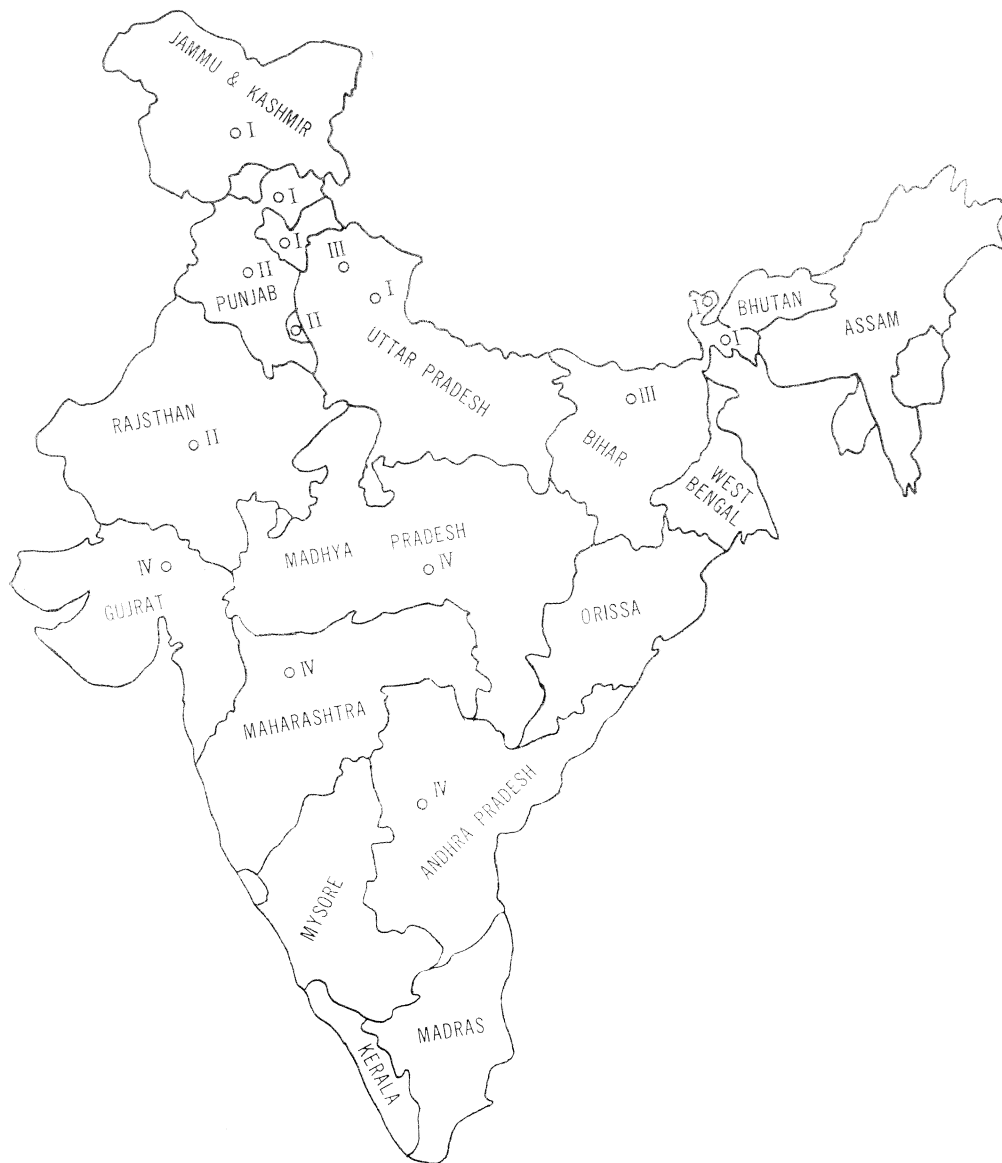 JAMMU & KASHMIR
I
I
I
III
II
PUNJAB
I
I
BHUTAN
II
I
ASSAM
UTTAR PRADESH
III
RAJSTHAN
II
BIHAR
WEST
BENGAL
MADHYA PRADESH
IV
IV
GUJRAT
ORISSA
IV
MAHARASHTRA
IV
ANDHRA PRADESH
MYSORE
MADRAS
KERALA